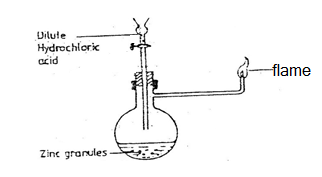 Dilute
Hydrochloric
acid
flame
Zinc granules